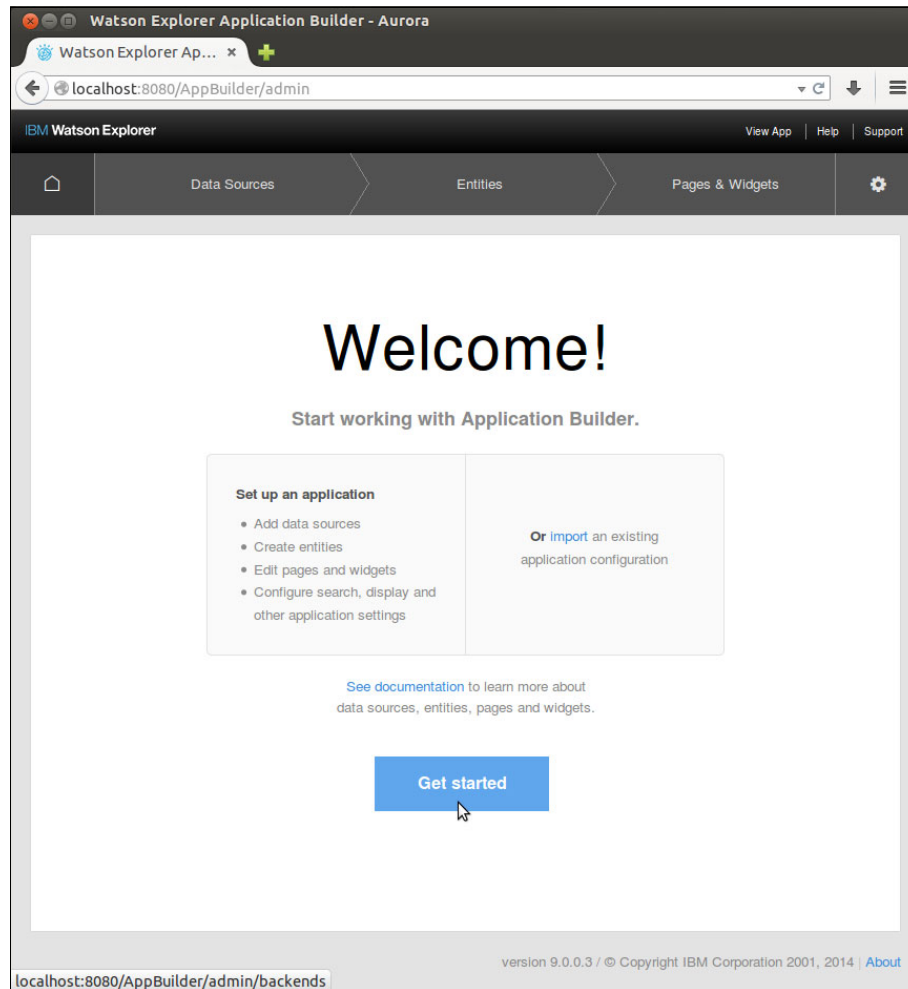 Watson Explorer Application Builder - Aurora
Watson Explorer Ap... ×
localhost:8080/AppBuilder/admin
IBM Watson Explorer
View App | Help | Support
Data Sources
Entities
Pages & Widgets
Welcome!
Start working with Application Builder.
Set up an application
• Add data sources
• Create entities
• Edit pages and widgets
• Configure search, display and
other application settings
Or import an existing
application configuration
See documentation to learn more about
data sources, entities, pages and widgets.
Get started
version 9.0.0.3 / © Copyright IBM Corporation 2001, 2014 | About
localhost:8080/AppBuilder/admin/backends